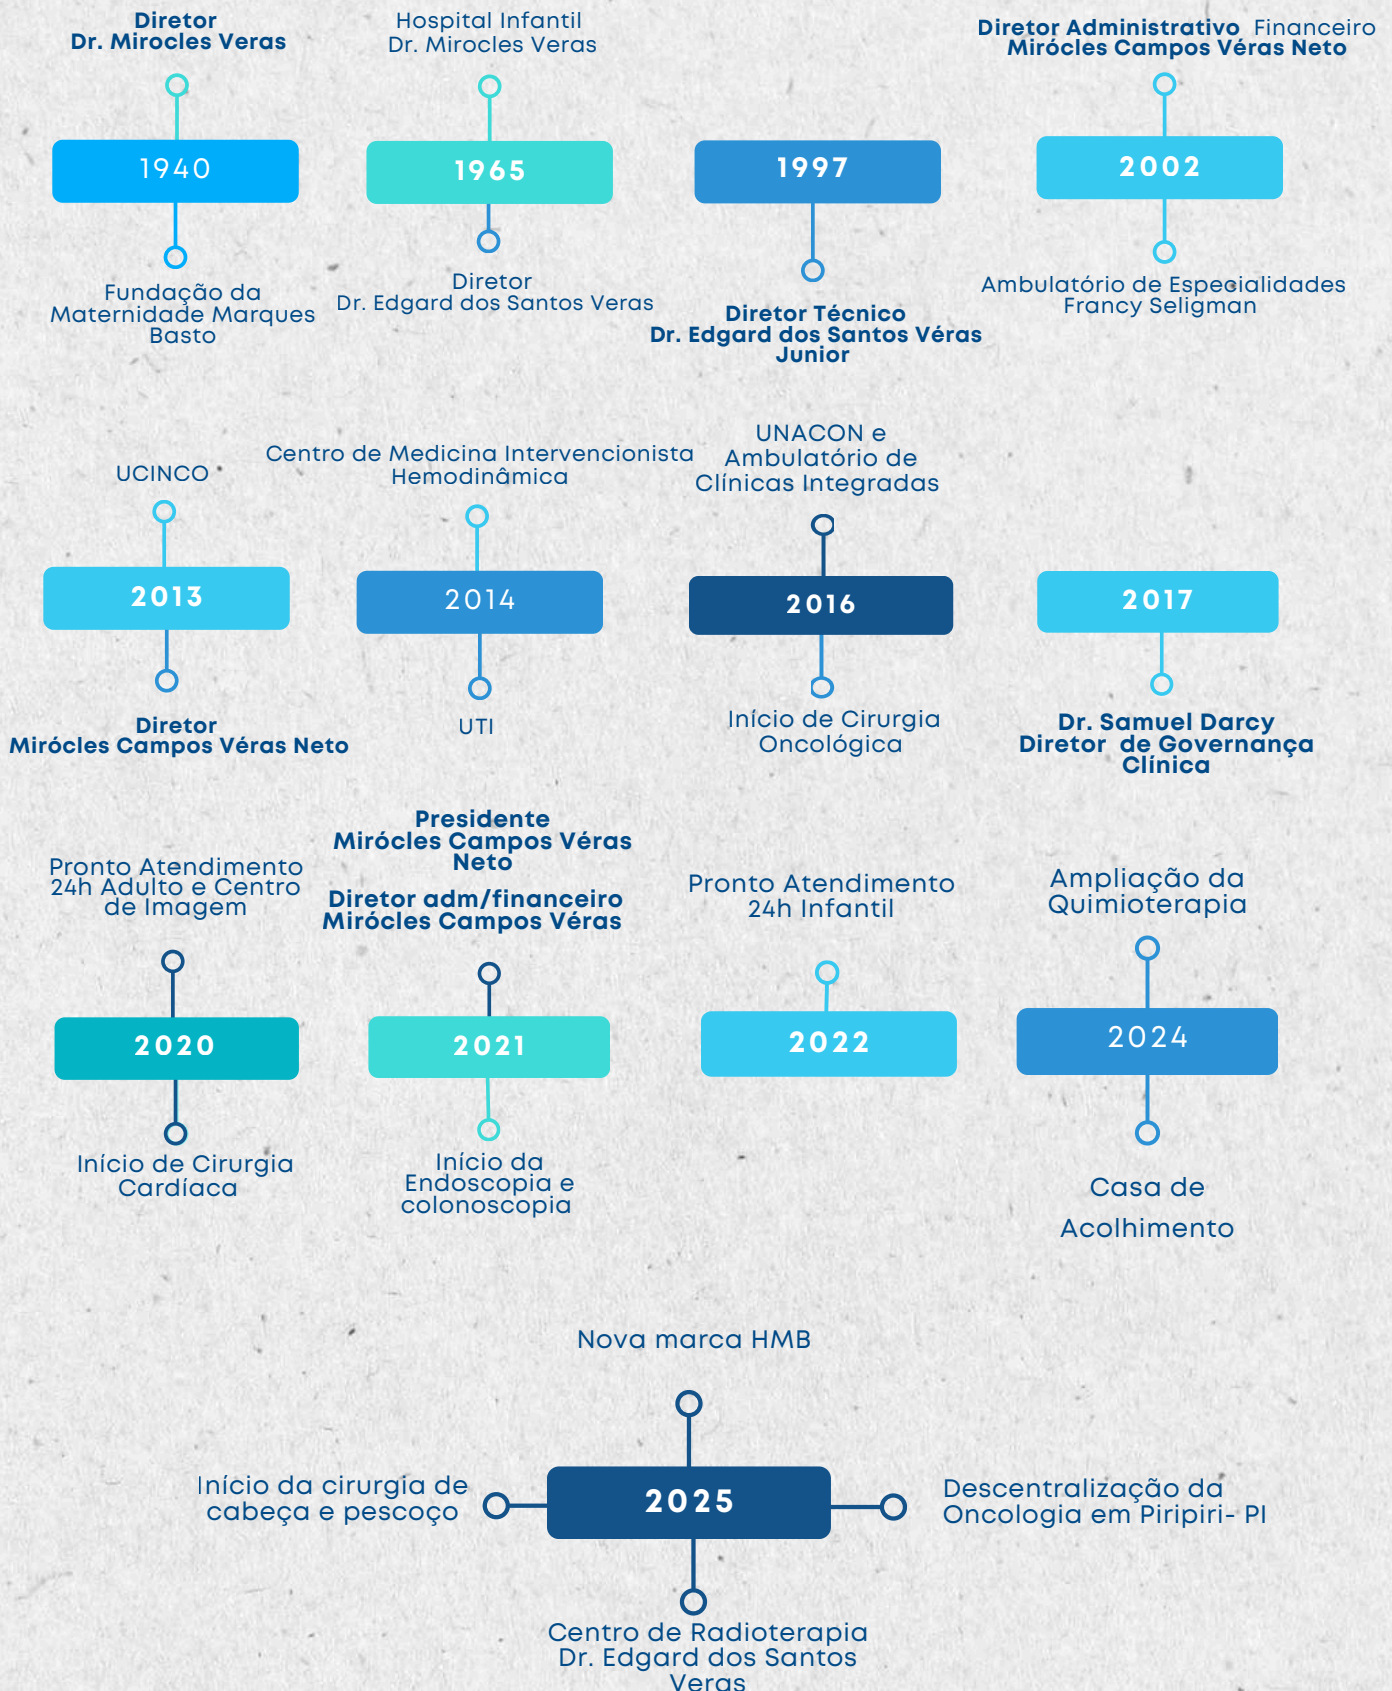 Diretor
Dr. Mirocles Veras
1940
Fundação da
Maternidade Marques
Basto
Hospital Infantil
Dr. Mirocles Veras
1965
Diretor
Dr. Edgard dos Santos Veras
1997
Diretor Técnico
Dr. Edgard dos Santos Véras
Junior
Diretor Administrativo Financeiro
Mirócles Campos Véras Neto
2002
Ambulatório de Especialidades
Francy Seligman
UCINCO
2013
Diretor
Mirócles Campos Véras Neto
Centro de Medicina Intervencionista
Hemodinâmica
2014
UTI
UNACON e
Ambulatório de
Clínicas Integradas
2016
Início de Cirurgia
Oncológica
2017
Dr. Samuel Darcy
Diretor de Governança
Clínica
Pronto Atendimento
24h Adulto e Centro
de Imagem
2020
Início de Cirurgia
Cardíaca
Presidente
Mirócles Campos Véras
Neto
Diretor adm/financeiro
Mirócles Campos Véras
2021
Início da
Endoscopia e
colonoscopia
Pronto Atendimento
24h Infantil
2022
Ampliação da
Quimioterapia
2024
Casa de
Acolhimento
Nova marca HMB
Início da cirurgia de
cabeça e pescoço
2025
Descentralização da
Oncologia em Piripiri- PI
Centro de Radioterapia
Dr. Edgard dos Santos
Veras